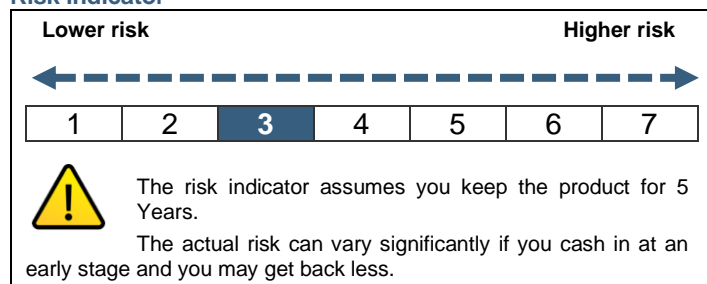 Risk indicator
Lower risk Higher risk
1 2 3 4 5 6 7
The risk indicator assumes you keep the product for 5
Years.
The actual risk can vary significantly if you cash in at an
early stage and you may get back less.